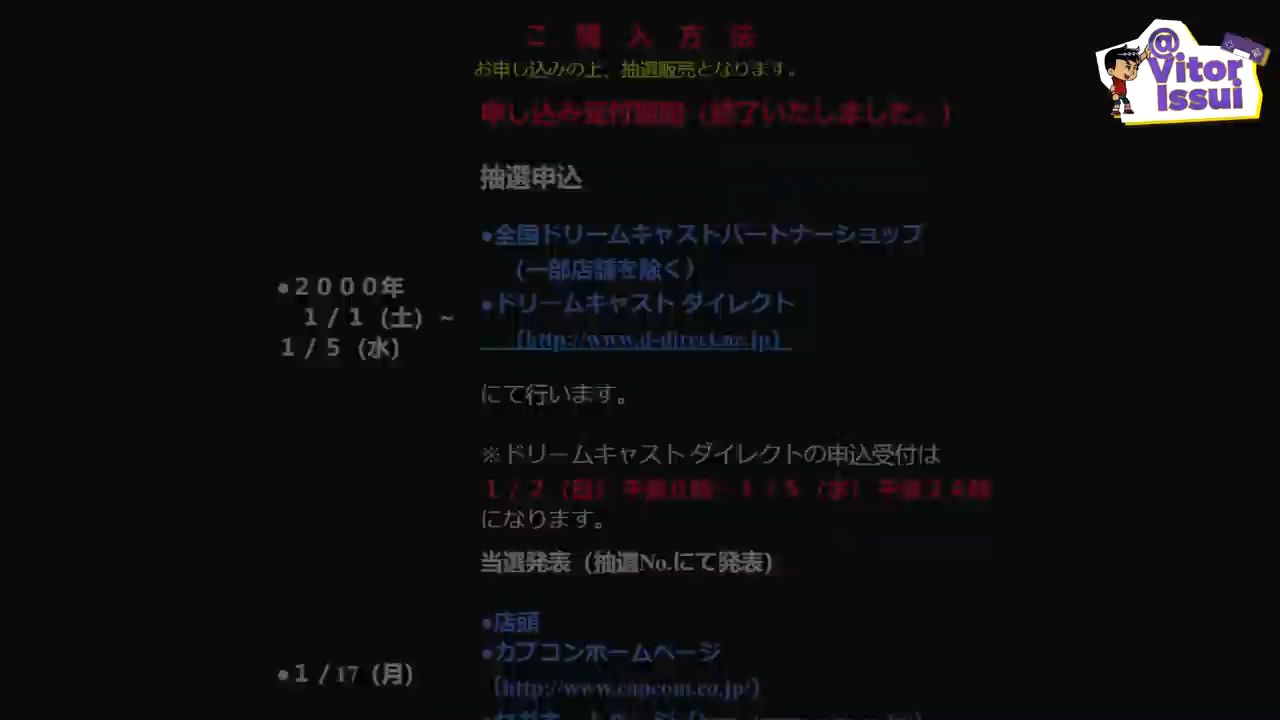 ご購入方法
お申し込みの上、抽選販売となります。
申し込み受付期間（終了いたしました。）
抽選申込
●全国ドリームキャストパートナーショップ
（一部店舗を除く）
●ドリームキャスト ダイレクト
（http://www.d-direct.ne.jp）
●２０００年
１/１（土）~
１/５（水）
にて行います。
※ドリームキャスト ダイレクトの申込受付は
１/２（日）午前０時~１/５（水）午後２４時
になります。
当選発表（抽選No.にて発表）
●店頭
●カプコンホームページ
（http://www.capcom.co.jp/）
●１/17（月）
@
Vitor
Issui